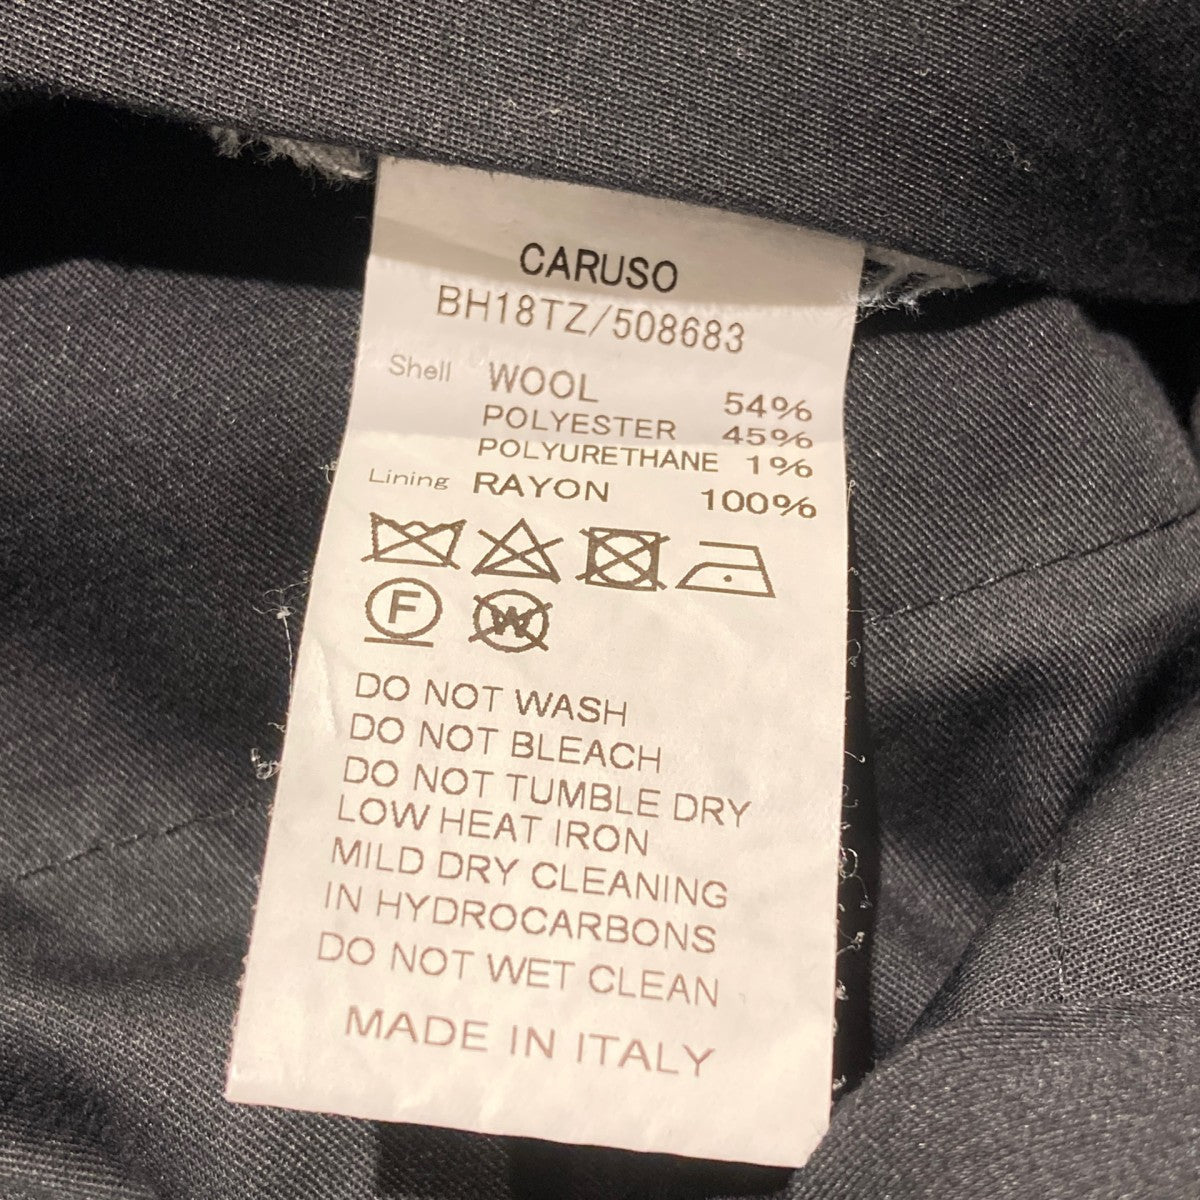 CARUSO
BH18TZ/508683
Shell WOOL 54%
POLYESTER 45%
POLYURETHANE 1%
Lining RAYON 100%
F W
DO NOT WASH
DO NOT BLEACH
DO NOT TUMBLE DRY
LOW HEAT IRON
MILD DRY CLEANING
IN HYDROCARBONS
DO NOT WET CLEAN
MADE IN ITALY